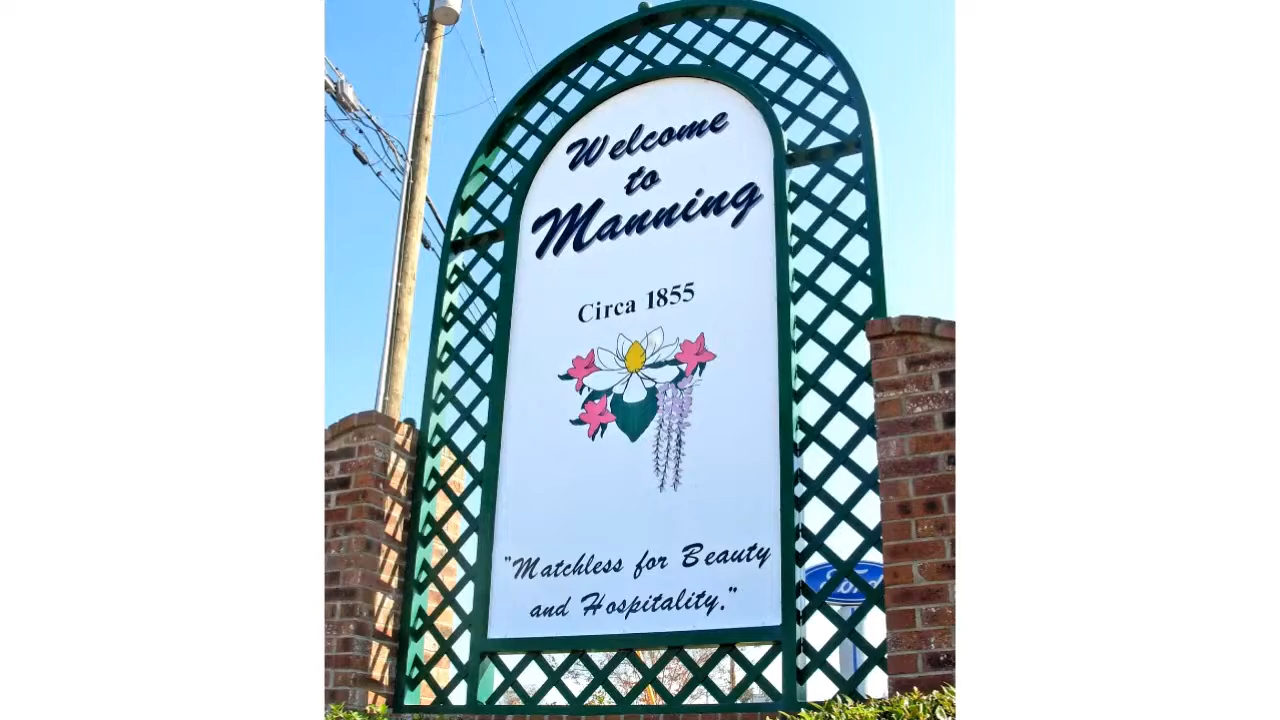 Welcome
to
Manning
Circa 1855
"Matchless for Beauty
and Hospitality."
Ford